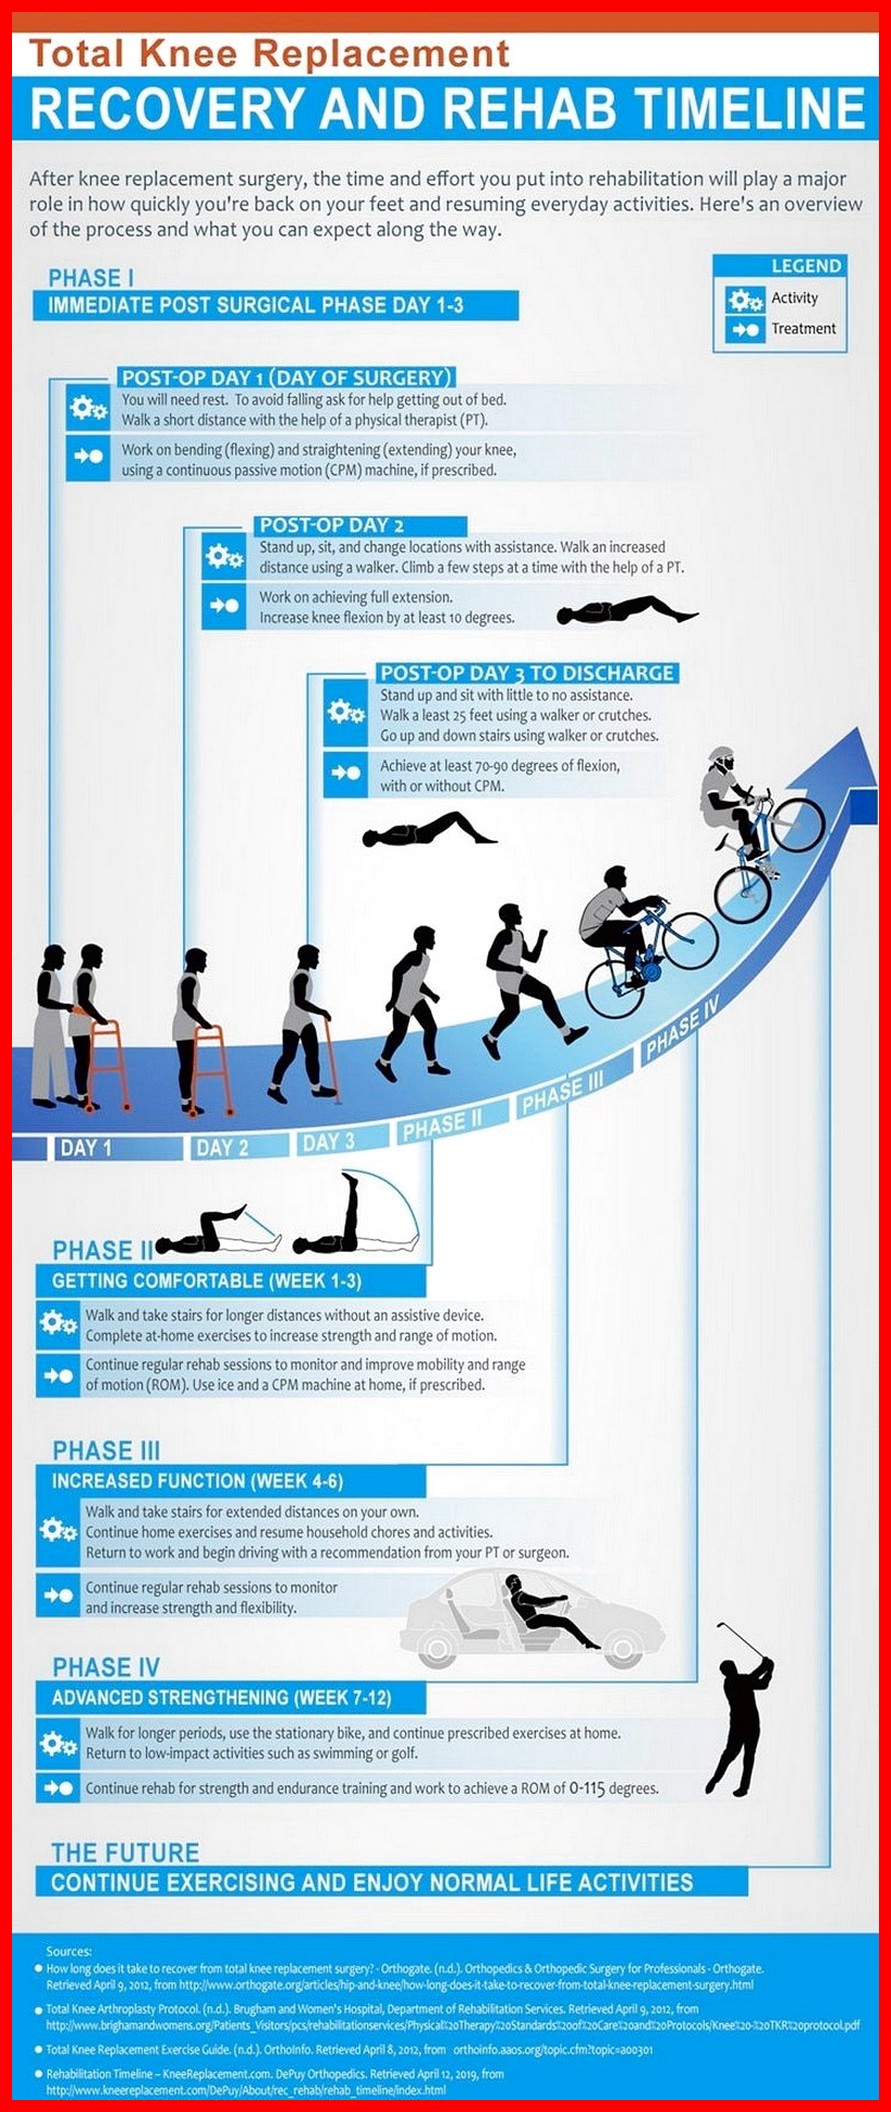 Total Knee Replacement
RECOVERY AND REHAB TIMELINE
After knee replacement surgery, the time and effort you put into rehabilitation will play a major
role in how quickly you're back on your feet and resuming everyday activities. Here's an overview
of the process and what you can expect along the way.
PHASE I
IMMEDIATE POST SURGICAL PHASE DAY 1-3
LEGEND
Activity
Treatment
POST-OP DAY 1 (DAY OF SURGERY)
You will need rest. To avoid falling ask for help getting out of bed.
Walk a short distance with the help of a physical therapist (PT).
Work on bending (flexing) and straightening (extending) your knee,
using a continuous passive motion (CPM) machine, if prescribed.
POST-OP DAY 2
Stand up, sit, and change locations with assistance. Walk an increased
distance using a walker. Climb a few steps at a time with the help of a PT.
Work on achieving full extension.
Increase knee flexion by at least 10 degrees.
POST-OP DAY 3 TO DISCHARGE
Stand up and sit with little to no assistance.
Walk a least 25 feet using a walker or crutches.
Go up and down stairs using walker or crutches.
Achieve at least 70-90 degrees of flexion,
with or without CPM.
DAY 1
DAY 2
DAY 3
PHASE II
PHASE III
PHASE IV
PHASE II
GETTING COMFORTABLE (WEEK 1-3)
Walk and take stairs for longer distances without an assistive device.
Complete at-home exercises to increase strength and range of motion.
Continue regular rehab sessions to monitor and improve mobility and range
of motion (ROM). Use ice and a CPM machine at home, if prescribed.
PHASE III
INCREASED FUNCTION (WEEK 4-6)
Walk and take stairs for extended distances on your own.
Continue home exercises and resume household chores and activities.
Return to work and begin driving with a recommendation from your PT or surgeon.
Continue regular rehab sessions to monitor
and increase strength and flexibility.
PHASE IV
ADVANCED STRENGTHENING (WEEK 7-12)
Walk for longer periods, use the stationary bike, and continue prescribed exercises at home.
Return to low-impact activities such as swimming or golf.
Continue rehab for strength and endurance training and work to achieve a ROM of 0-115 degrees.
THE FUTURE
CONTINUE EXERCISING AND ENJOY NORMAL LIFE ACTIVITIES
Sources:
How long does it take to recover from total knee replacement surgery? - Orthogate. (n.d.). Orthopedics & Orthopedic Surgery for Professionals - Orthogate.
Retrieved April 9, 2012, from http://www.orthogate.org/articles/hip-and-knee/how-long-does-it-take-to-recover-from-total-knee-replacement-surgery.html
Total Knee Arthroplasty Protocol. (n.d.). Brugham and Women's Hospital, Department of Rehabilitation Services. Retrieved April 9, 2012, from
http://www.brighamandwomens.org/Patients_Visitors/pcs/rehabilitationservices/Physical%20Therapy%20Standards%20of%20Care%20and%20Protocols/Knee%20-%20TKR%20protocol.pdf
Total Knee Replacement Exercise Guide. (n.d.). OrthoInfo. Retrieved April 8, 2012, from orthoinfo.aaos.org/topic.cfm?topic=a00301
Rehabilitation Timeline – KneeReplacement.com. DePuy Orthopedics. Retrieved April 12, 2019, from
http://www.kneereplacement.com/DePuy/About/rec_rehab/rehab_timeline/index.html